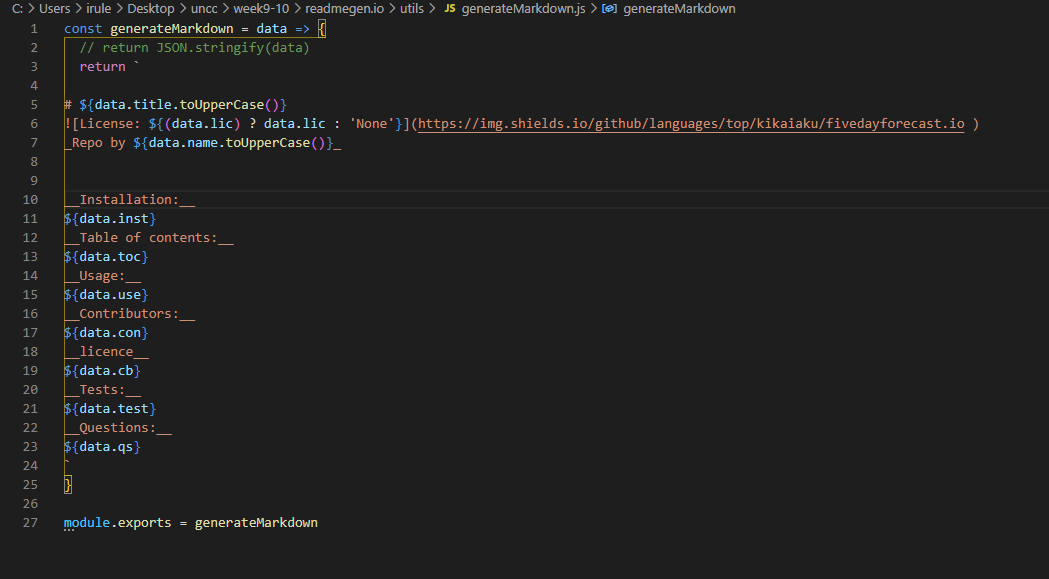 C: > Users > irule > Desktop > uncc > week9-10 > readmegen.io > utils > JS generateMarkdown.js > generateMarkdown
1 const generateMarkdown = data => {
2   // return JSON.stringify(data)
3   return `
4
5 # ${data.title.toUpperCase()}
6 ![License: ${(data.lic) ? data.lic : 'None'}](https://img.shields.io/github/languages/top/kikaiaku/fivedayforecast.io )
7 _Repo by ${data.name.toUpperCase()}_
8
9
10 __Installation:__
11 ${data.inst}
12 __Table of contents:__
13 ${data.toc}
14 __Usage:__
15 ${data.use}
16 __Contributors:__
17 ${data.con}
18 __licence__
19 ${data.cb}
20 __Tests:__
21 ${data.test}
22 __Questions:__
23 ${data.qs}
24 `
25 }
26
27 module.exports = generateMarkdown